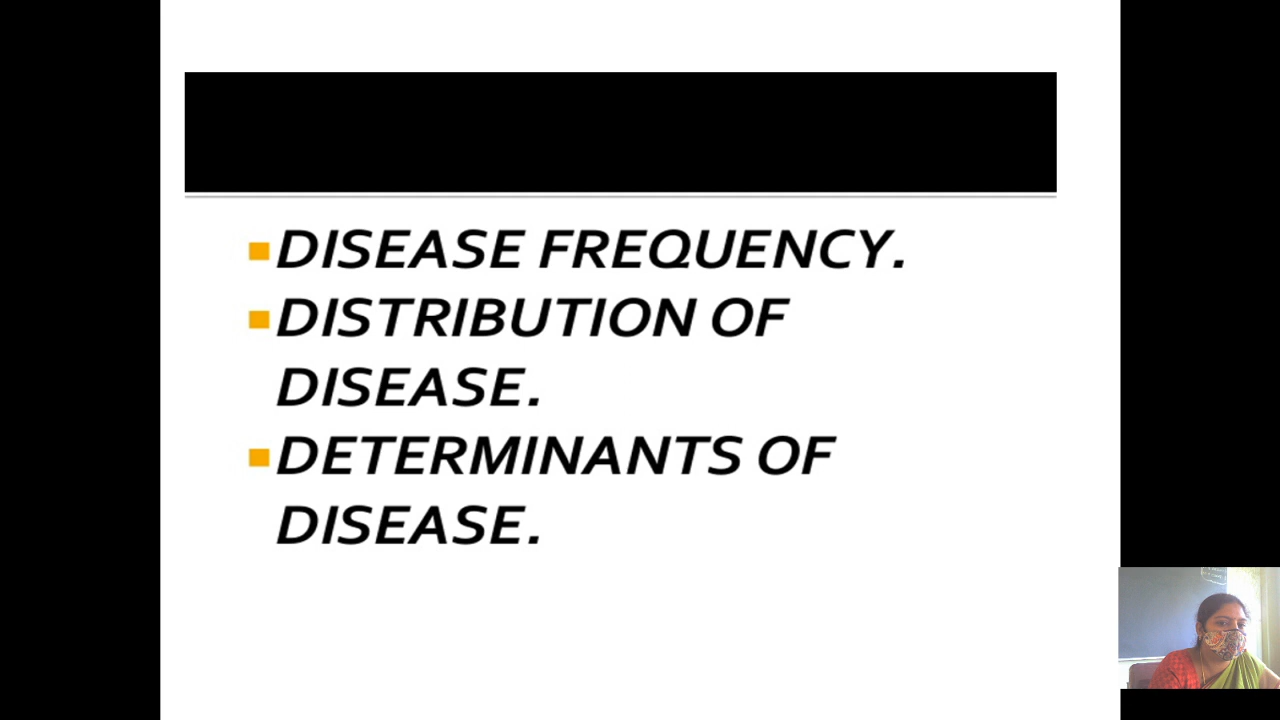 DISEASE FREQUENCY.
DISTRIBUTION OF
DISEASE.
DETERMINANTS OF
DISEASE.